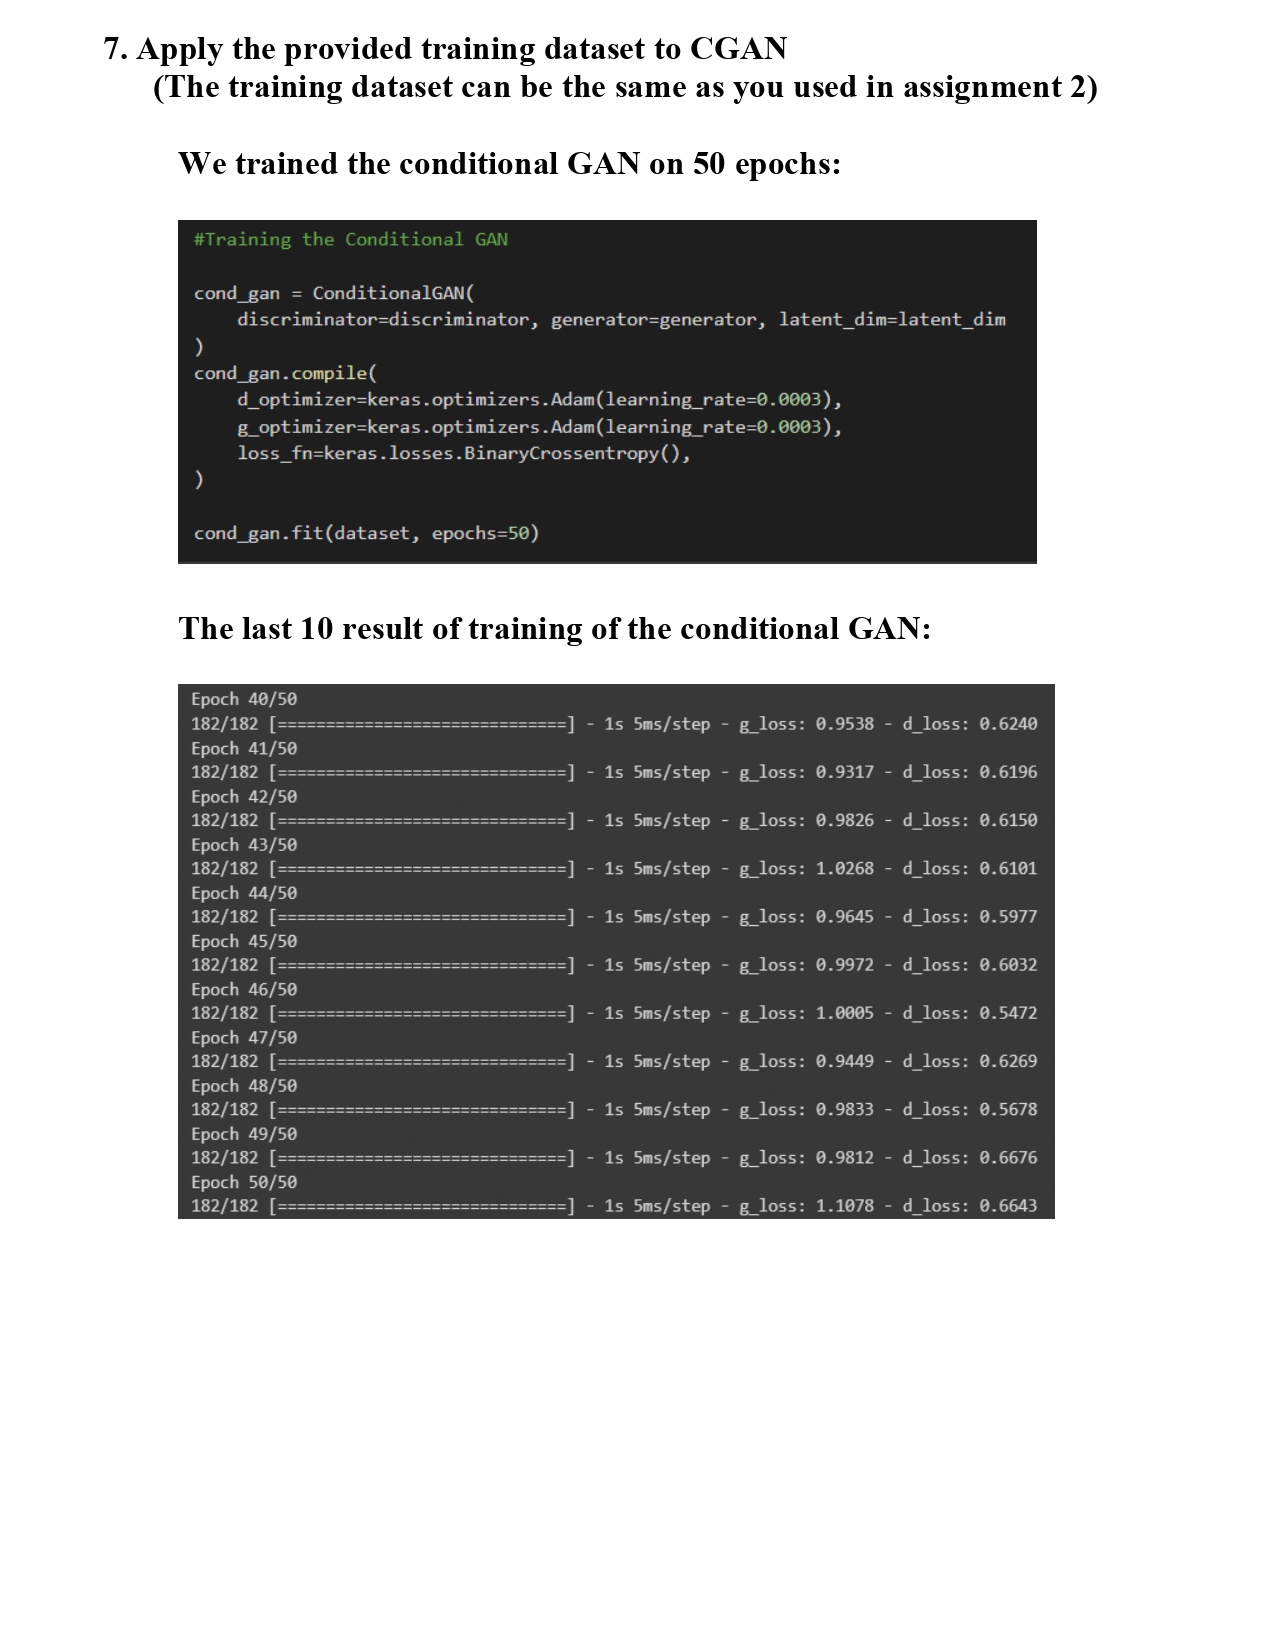 7. Apply the provided training dataset to CGAN
(The training dataset can be the same as you used in assignment 2)
We trained the conditional GAN on 50 epochs:
#Training the Conditional GAN
cond_gan = ConditionalGAN(
    discriminator=discriminator, generator=generator, latent_dim=latent_dim
)
cond_gan.compile(
    d_optimizer=keras.optimizers.Adam(learning_rate=0.0003),
    g_optimizer=keras.optimizers.Adam(learning_rate=0.0003),
    loss_fn=keras.losses.BinaryCrossentropy(),
)
cond_gan.fit(dataset, epochs=50)
The last 10 result of training of the conditional GAN:
Epoch 40/50
182/182 [==============================] - 1s 5ms/step - g_loss: 0.9538 - d_loss: 0.6240
Epoch 41/50
182/182 [==============================] - 1s 5ms/step - g_loss: 0.9317 - d_loss: 0.6196
Epoch 42/50
182/182 [==============================] - 1s 5ms/step - g_loss: 0.9826 - d_loss: 0.6150
Epoch 43/50
182/182 [==============================] - 1s 5ms/step - g_loss: 1.0268 - d_loss: 0.6101
Epoch 44/50
182/182 [==============================] - 1s 5ms/step - g_loss: 0.9645 - d_loss: 0.5977
Epoch 45/50
182/182 [==============================] - 1s 5ms/step - g_loss: 0.9972 - d_loss: 0.6032
Epoch 46/50
182/182 [==============================] - 1s 5ms/step - g_loss: 1.0005 - d_loss: 0.5472
Epoch 47/50
182/182 [==============================] - 1s 5ms/step - g_loss: 0.9449 - d_loss: 0.6269
Epoch 48/50
182/182 [==============================] - 1s 5ms/step - g_loss: 0.9833 - d_loss: 0.5678
Epoch 49/50
182/182 [==============================] - 1s 5ms/step - g_loss: 0.9812 - d_loss: 0.6676
Epoch 50/50
182/182 [==============================] - 1s 5ms/step - g_loss: 1.1078 - d_loss: 0.6643